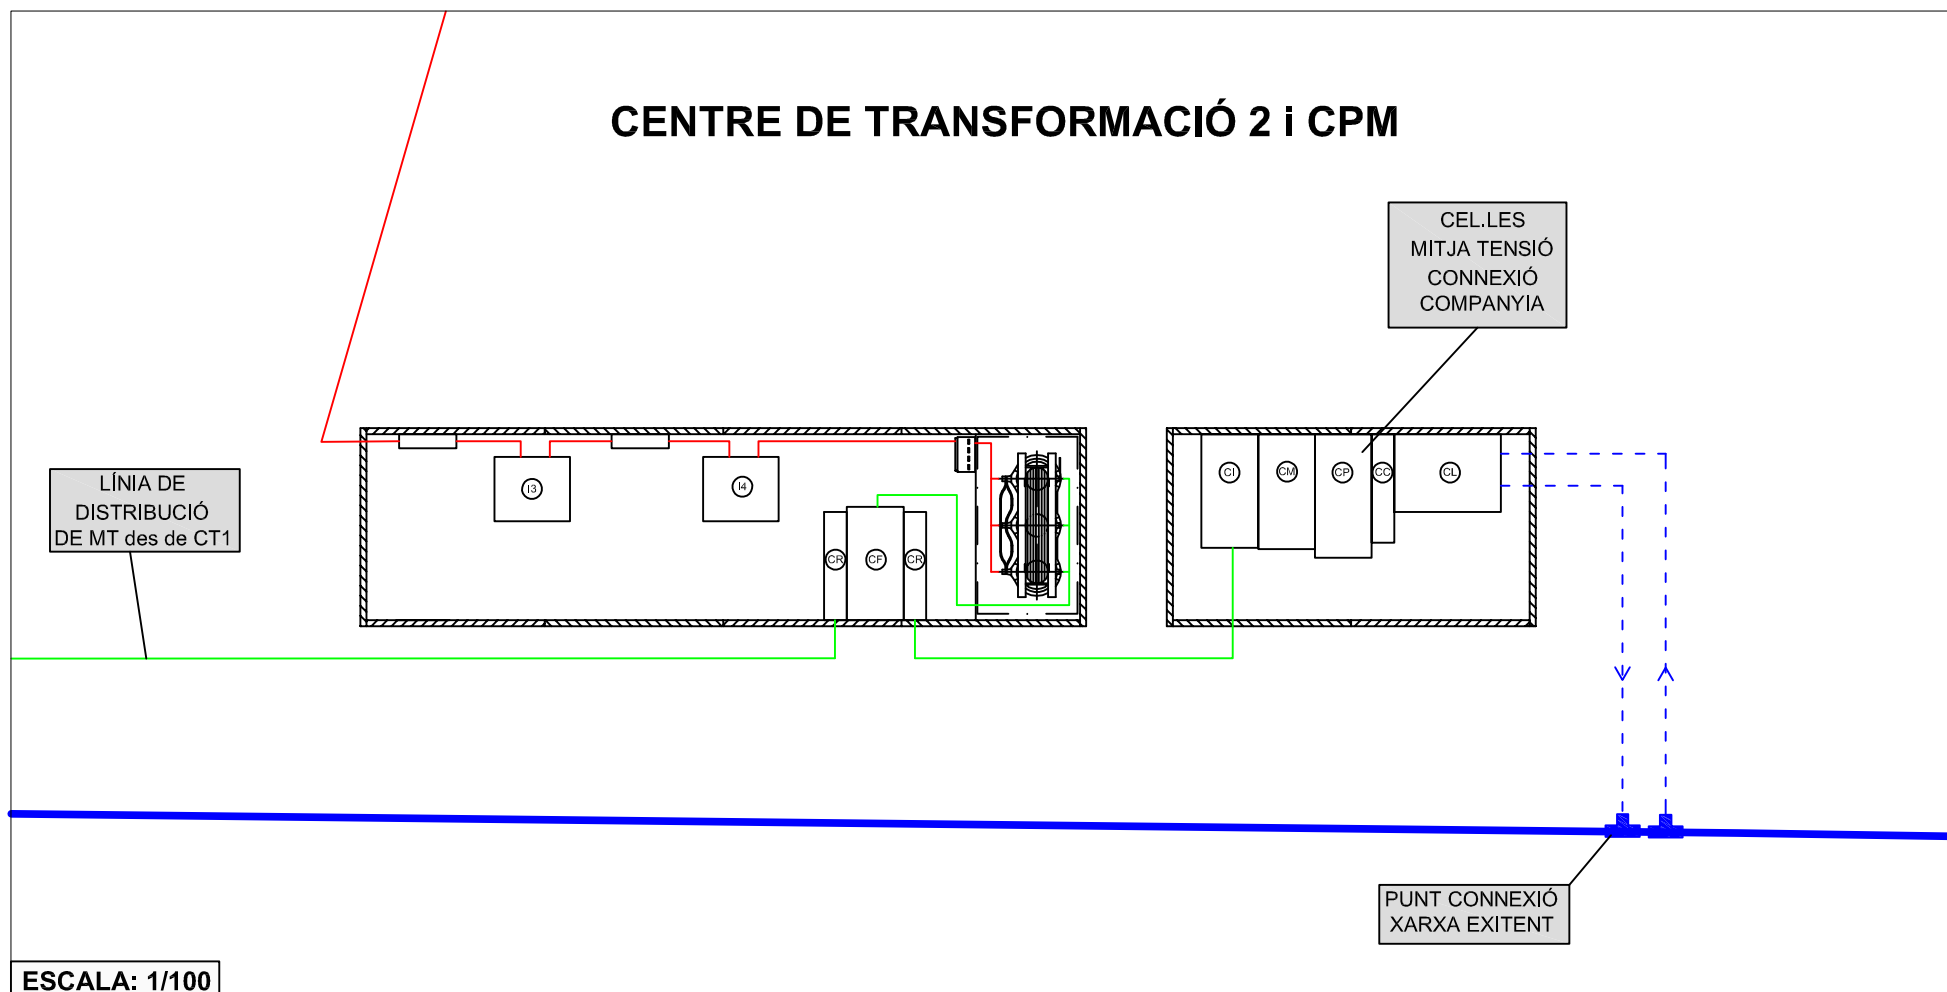 CENTRE DE TRANSFORMACIÓ 2 i CPM
CEL.LES
MITJA TENSIÓ
CONNEXIÓ
COMPANYIA
LÍNIA DE
DISTRIBUCIÓ
DE MT des de CT1
I3
I4
CR
CF
CR
CI
CM
CP
CC
CL
PUNT CONNEXIÓ
XARXA EXITENT
ESCALA: 1/100